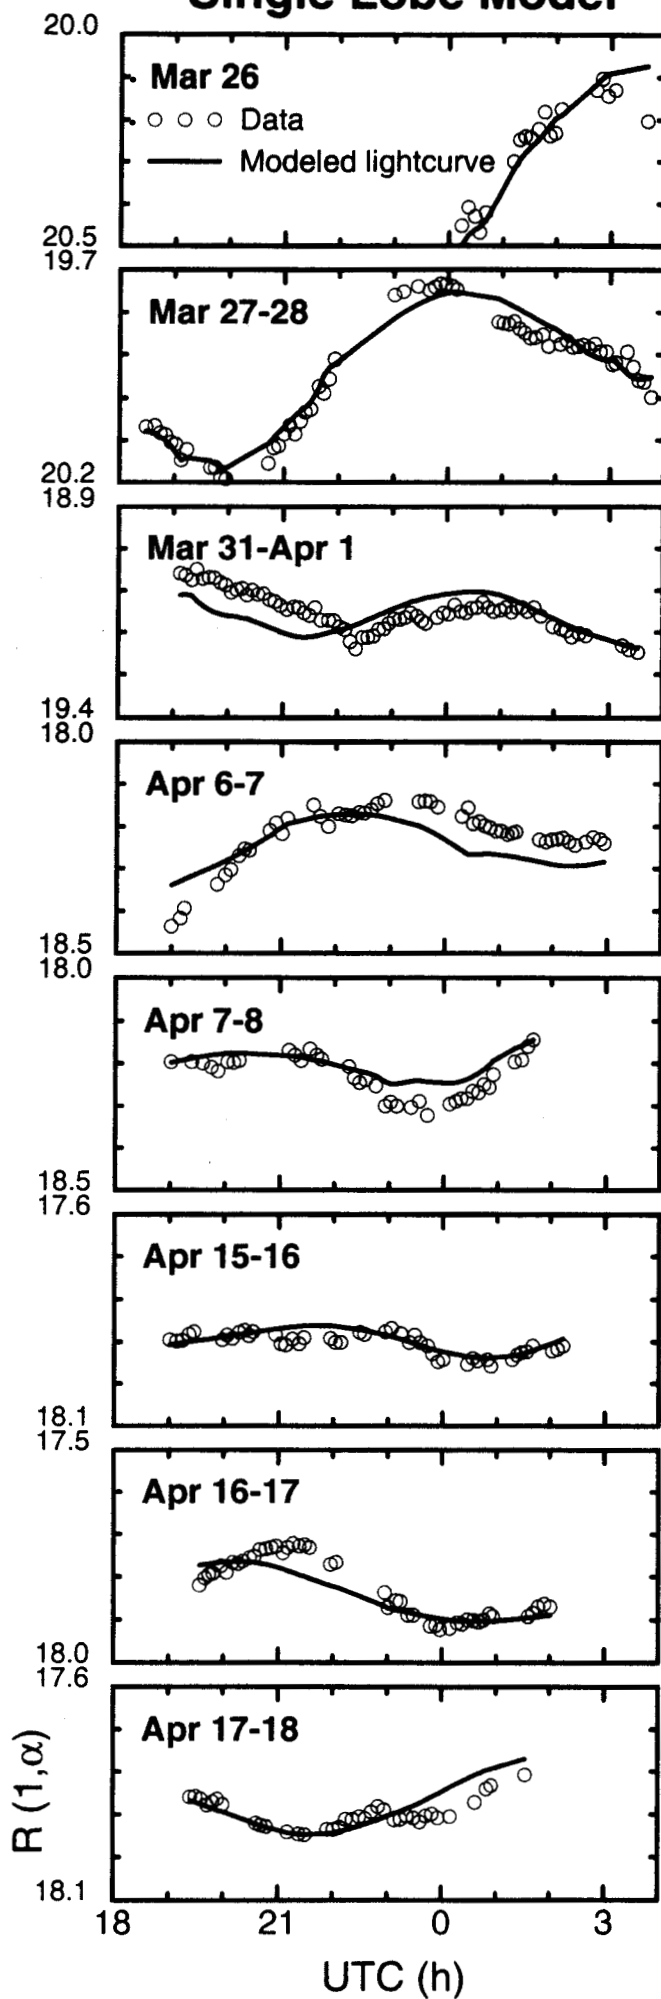 Single Lobe Model
20.0
Mar 26
Data
Modeled lightcurve
20.5
19.7
Mar 27-28
20.2
18.9
Mar 31-Apr 1
19.4
18.0
Apr 6-7
18.5
18.0
Apr 7-8
18.5
17.6
Apr 15-16
18.1
17.5
Apr 16-17
18.0
17.6
Apr 17-18
R (1,α)
18.1
18 21 0 3
UTC (h)